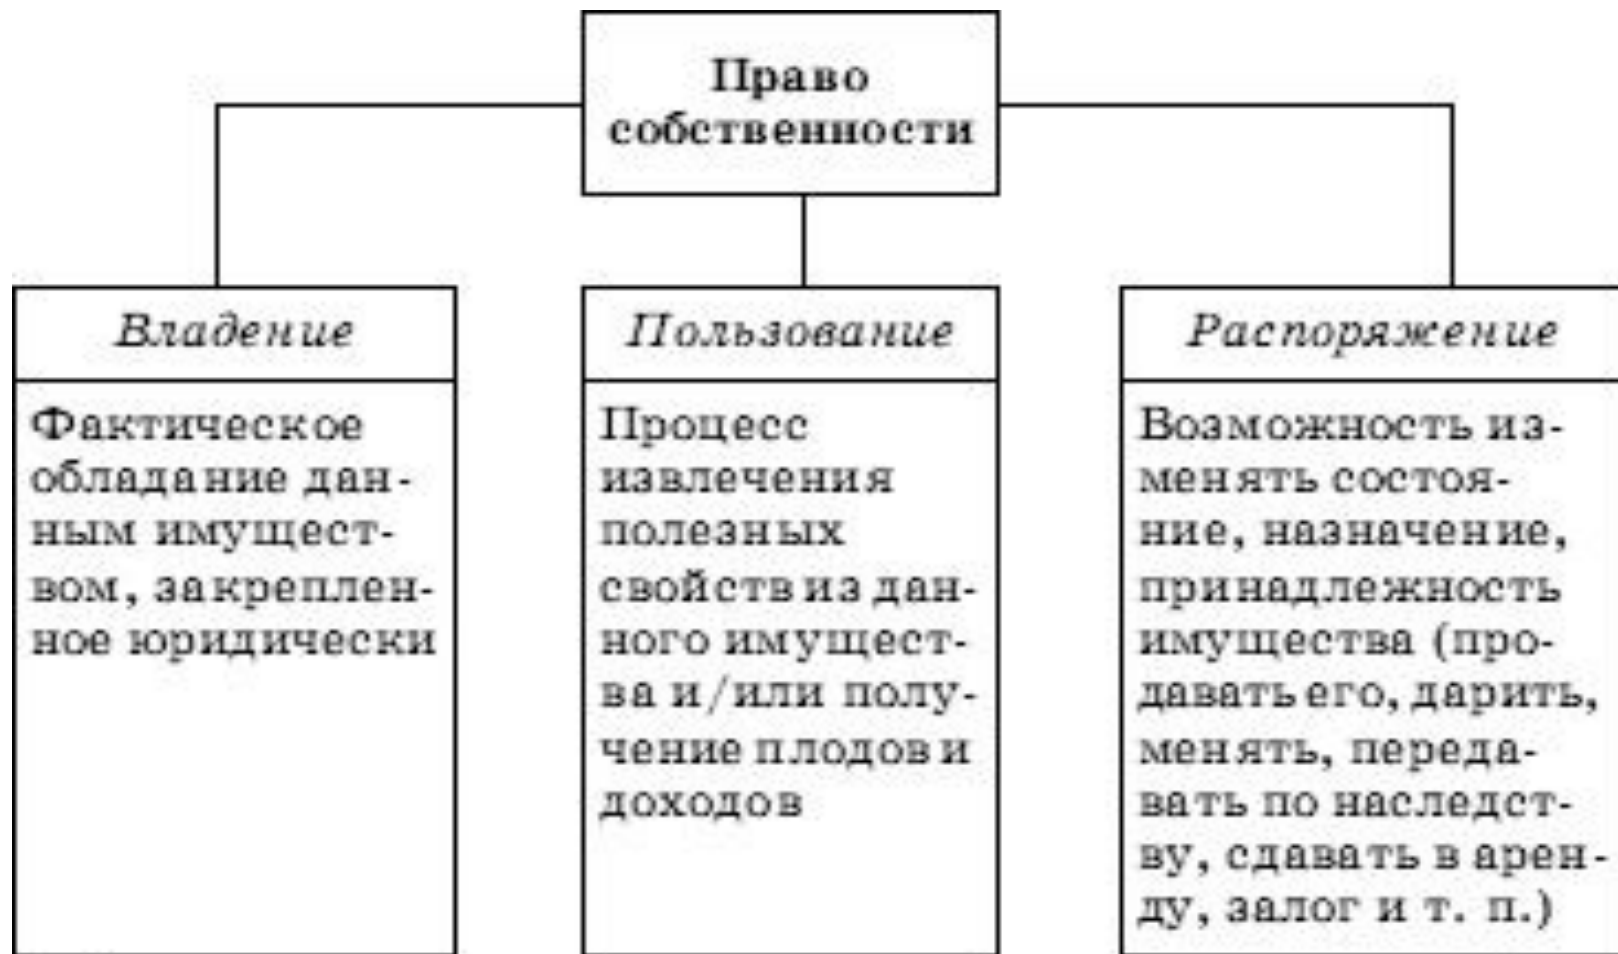 Право
собственности
Владение
Фактическое
обладание дан-
ным имущест-
вом, закреплен-
ное юридически
Пользование
Процесс
извлечения
полезных
свойств из дан-
ного имущест-
ва и/или полу-
чение плодов и
доходов
Распоряжение
Возможность из-
менять состоя-
ние, назначение,
принадлежность
имущества (про-
давать его, дарить,
менять, переда-
вать по наследст-
ву, сдавать в арен-
ду, залог и т. п.)